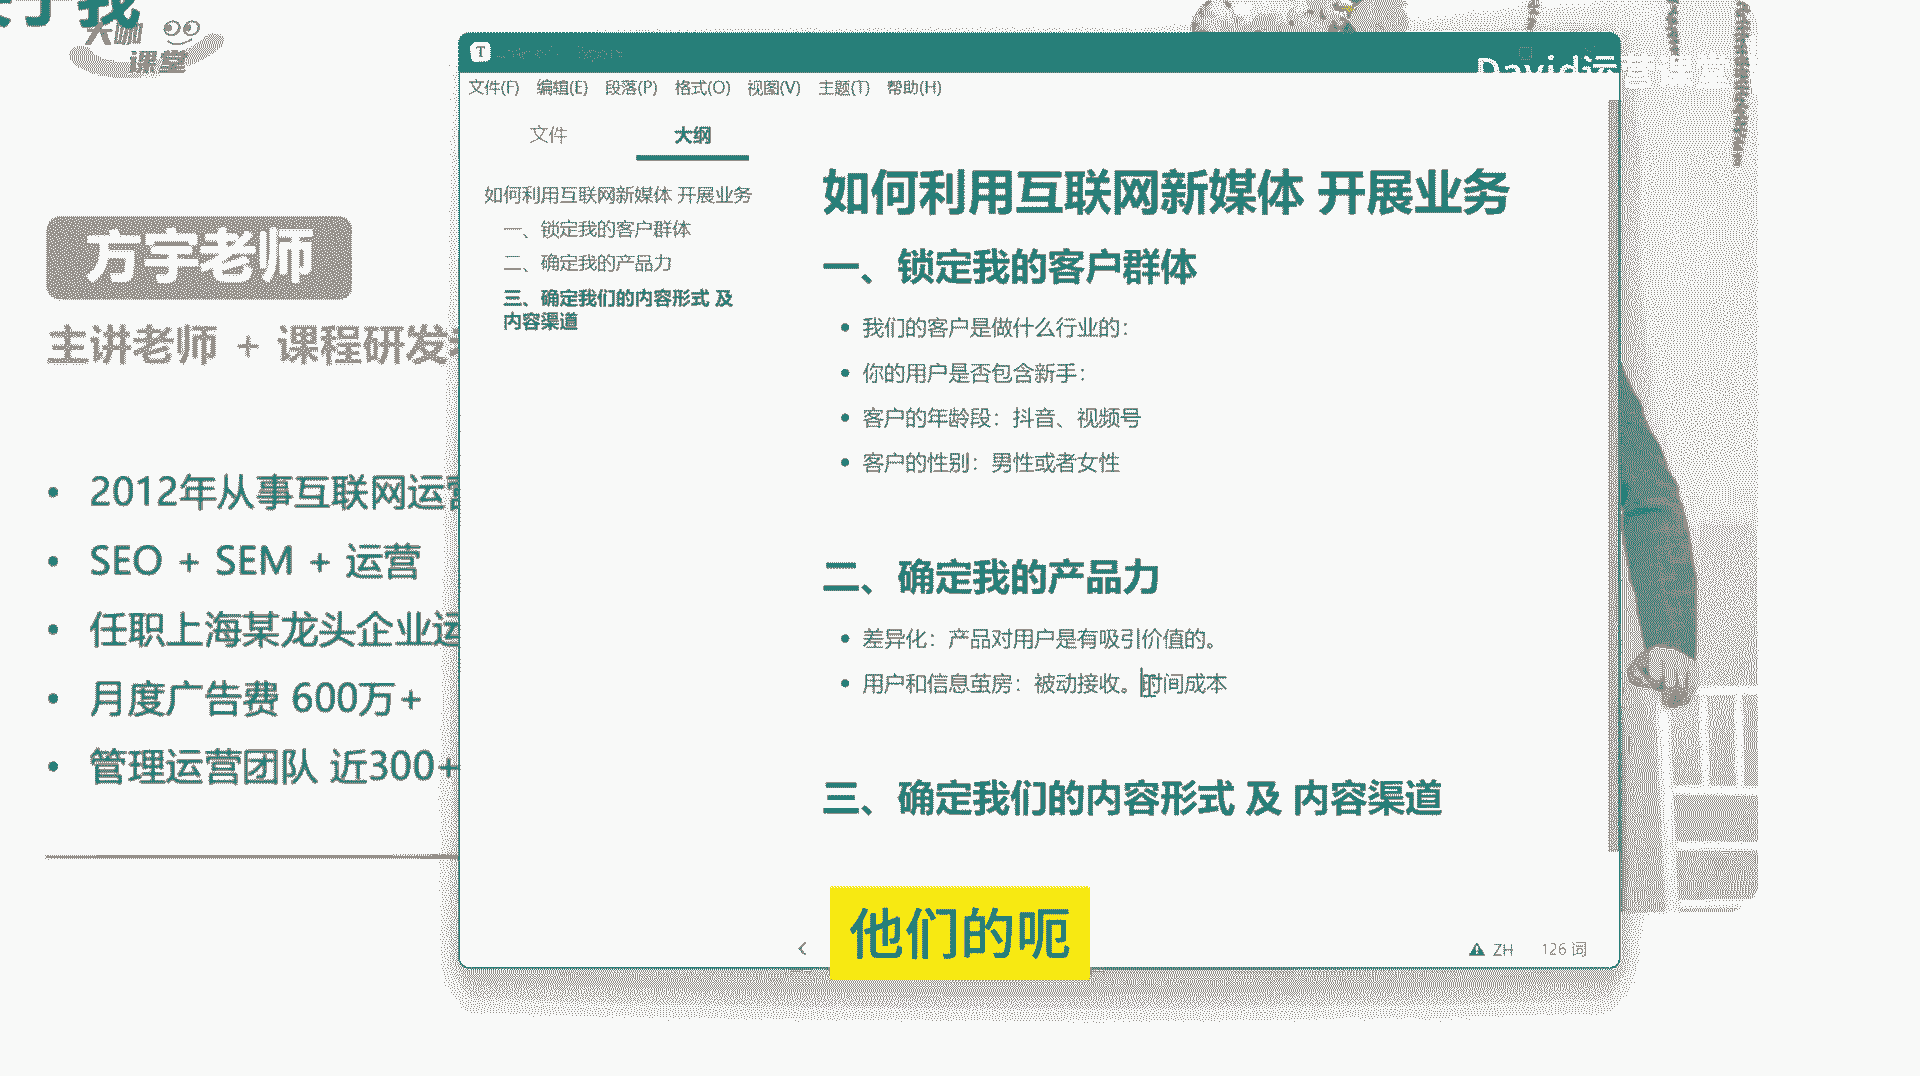 于我
大咖
课堂
方宇老师
主讲老师 + 课程研发
• 2012年从事互联网运营
• SEO + SEM + 运营
• 任职上海某龙头企业运
• 月度广告费 600万+
• 管理运营团队 近300+
T
David运营课堂
文件(F) 编辑(E) 段落(P) 格式(O) 视图(V) 主题(T) 帮助(H)
文件 大纲
如何利用互联网新媒体 开展业务
一、锁定我的客户群体
二、确定我的产品力
三、确定我们的内容形式 及
内容渠道
如何利用互联网新媒体 开展业务
一、锁定我的客户群体
• 我们的客户是做什么行业的：
• 你的用户是否包含新手：
• 客户的年龄段：抖音、视频号
• 客户的性别：男性或者女性
二、确定我的产品力
• 差异化：产品对用户是有吸引价值的。
• 用户和信息茧房：被动接收。时间成本
三、确定我们的内容形式 及 内容渠道
他们的呃
ZH 126 词